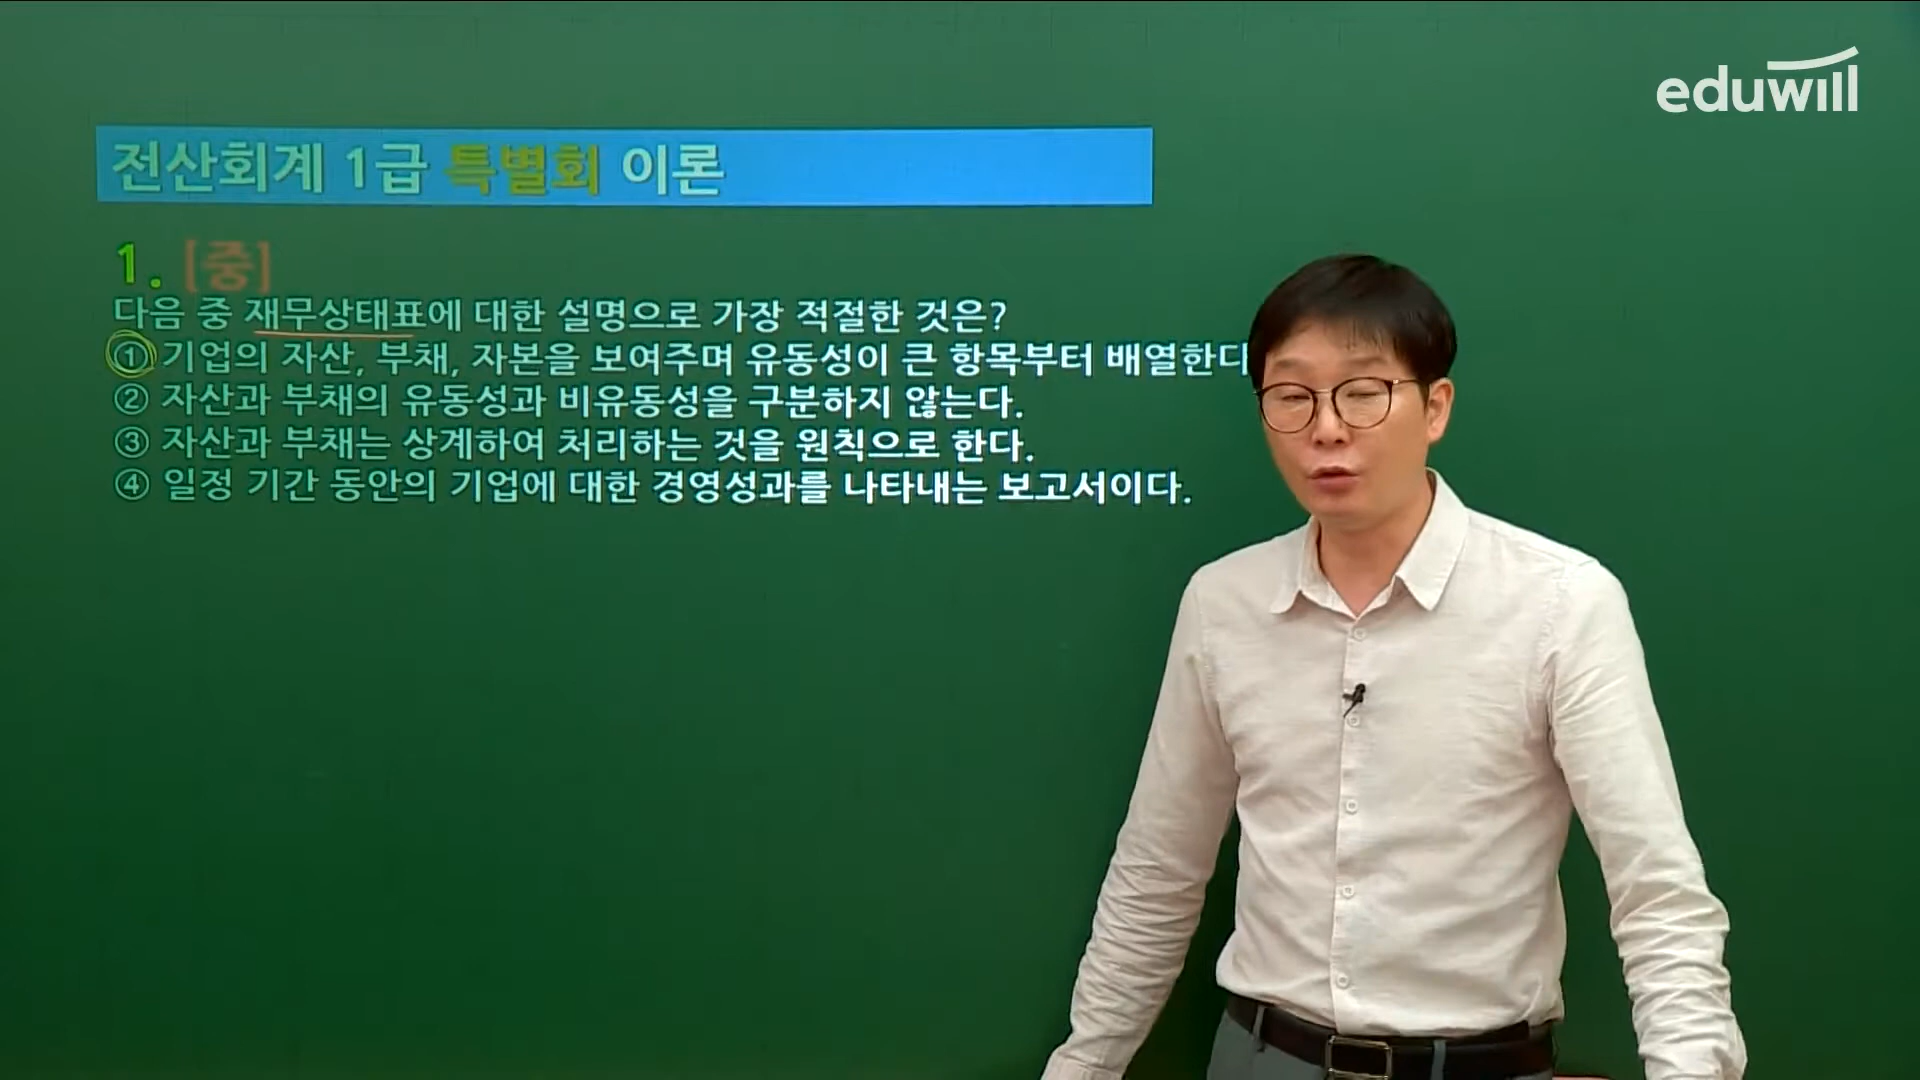 eduwill
전산회계 1급 특별회 이론
1. [중]
다음 중 재무상태표에 대한 설명으로 가장 적절한 것은?
① 기업의 자산, 부채, 자본을 보여주며 유동성이 큰 항목부터 배열한다
② 자산과 부채의 유동성과 비유동성을 구분하지 않는다.
③ 자산과 부채는 상계하여 처리하는 것을 원칙으로 한다.
④ 일정 기간 동안의 기업에 대한 경영성과를 나타내는 보고서이다.